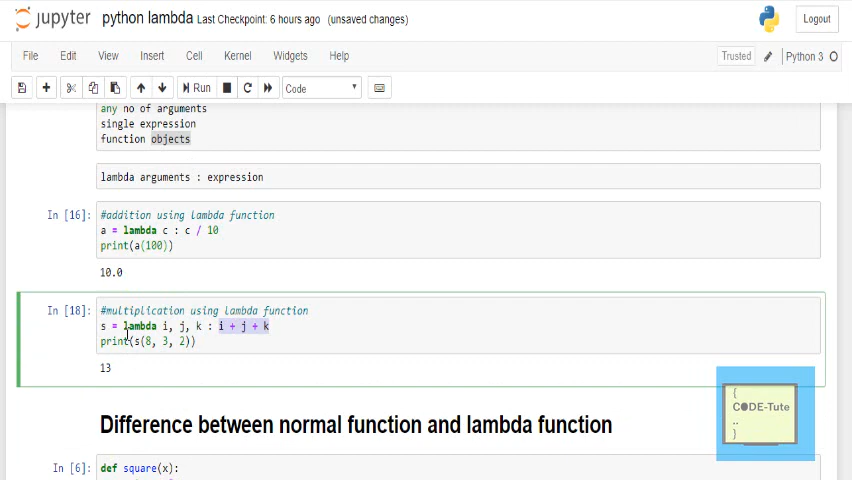 jupyter python lambda Last Checkpoint: 6 hours ago (unsaved changes) Logout
File Edit View Insert Cell Kernel Widgets Help Trusted Python 3
Run Code
any no of arguments
single expression
function objects
lambda arguments : expression
In [16]: #addition using lambda function
a = lambda c : c / 10
print(a(100))
10.0
In [18]: #multiplication using lambda function
s = lambda i, j, k : i + j + k
print(s(8, 3, 2))
13
{
CODE-Tute
..
}
Difference between normal function and lambda function
In [6]: def square(x):